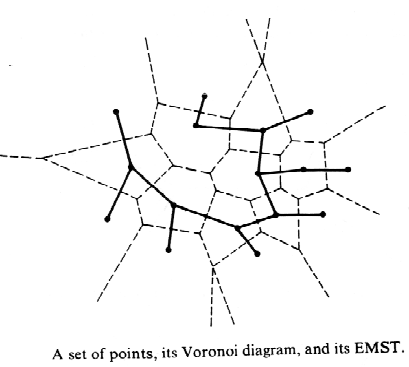 A set of points, its Voronoi diagram, and its EMST.